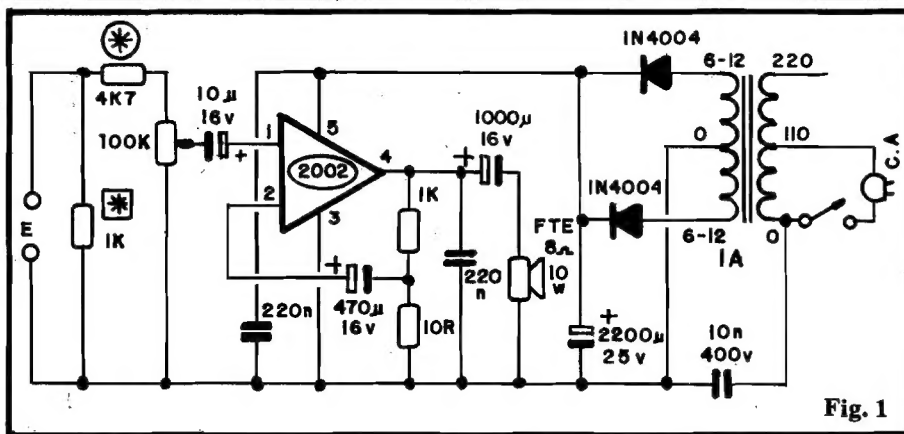 1N4004
6-12
220
4K7
10µ
16v
+
1000µ
16v
+
0
110
C.A
100K
1
5
2002
4
2
3
1K
1N4004
FTE
8Ω
10
w
6-12
0
1A
E
1K
+
470µ
16v
10R
220
n
220n
+
2200µ
25v
10n
400v
Fig. 1